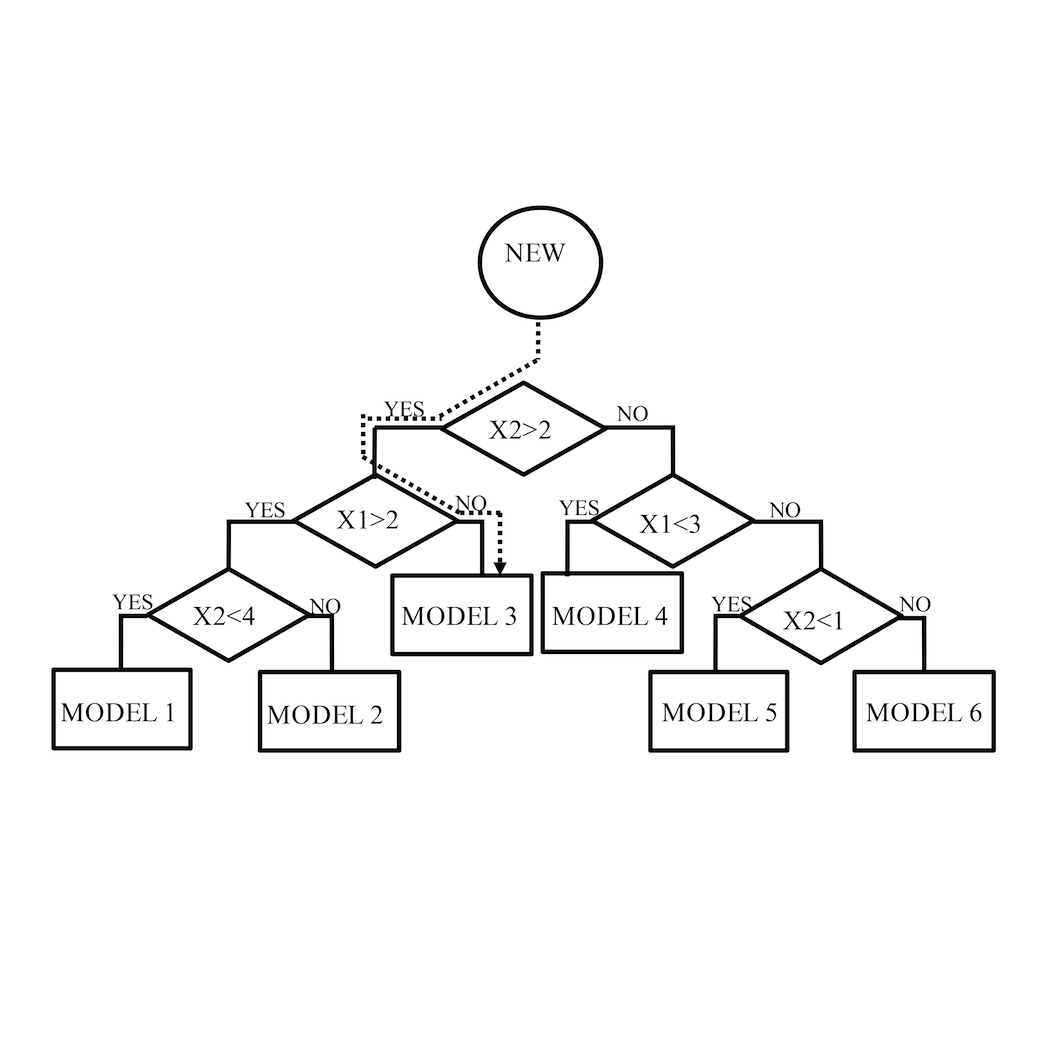 NEW
YES
X2>2
NO
YES
X1>2
NO
YES
X1<3
NO
YES
X2<4
NO
MODEL 3
MODEL 4
YES
X2<1
NO
MODEL 1
MODEL 2
MODEL 5
MODEL 6